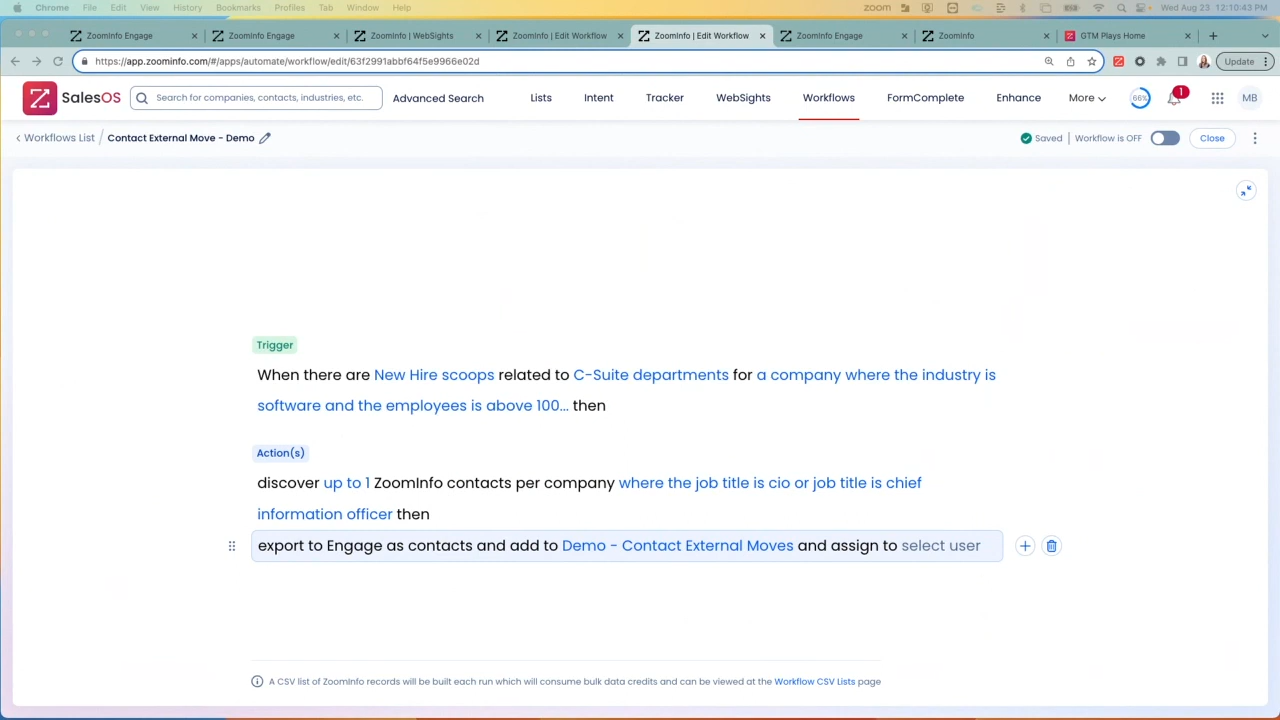 Chrome File Edit View History Bookmarks Profiles Tab Window Help zoom Wed Aug 23 12:10:43 PM
ZoomInfo Engage ZoomInfo Engage ZoomInfo | WebSights ZoomInfo | Edit Workflow ZoomInfo | Edit Workflow ZoomInfo Engage ZoomInfo GTM Plays Home
https://app.zoominfo.com/#/apps/automate/workflow/edit/63f2991abbf64f5e9966e02d Update
SalesOS Search for companies, contacts, industries, etc. Advanced Search Lists Intent Tracker WebSights Workflows FormComplete Enhance More 66% 1 MB
Workflows List / Contact External Move - Demo Saved Workflow is OFF Close
Trigger
When there are New Hire scoops related to C-Suite departments for a company where the industry is
software and the employees is above 100... then
Action(s)
discover up to 1 ZoomInfo contacts per company where the job title is cio or job title is chief
information officer then
export to Engage as contacts and add to Demo - Contact External Moves and assign to select user
A CSV list of ZoomInfo records will be built each run which will consume bulk data credits and can be viewed at the Workflow CSV Lists page